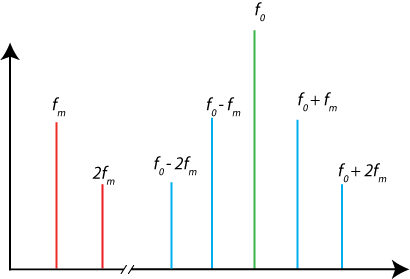 f₀
fₘ
f₀ - fₘ
f₀ + fₘ
2fₘ
f₀ - 2fₘ
f₀ + 2fₘ